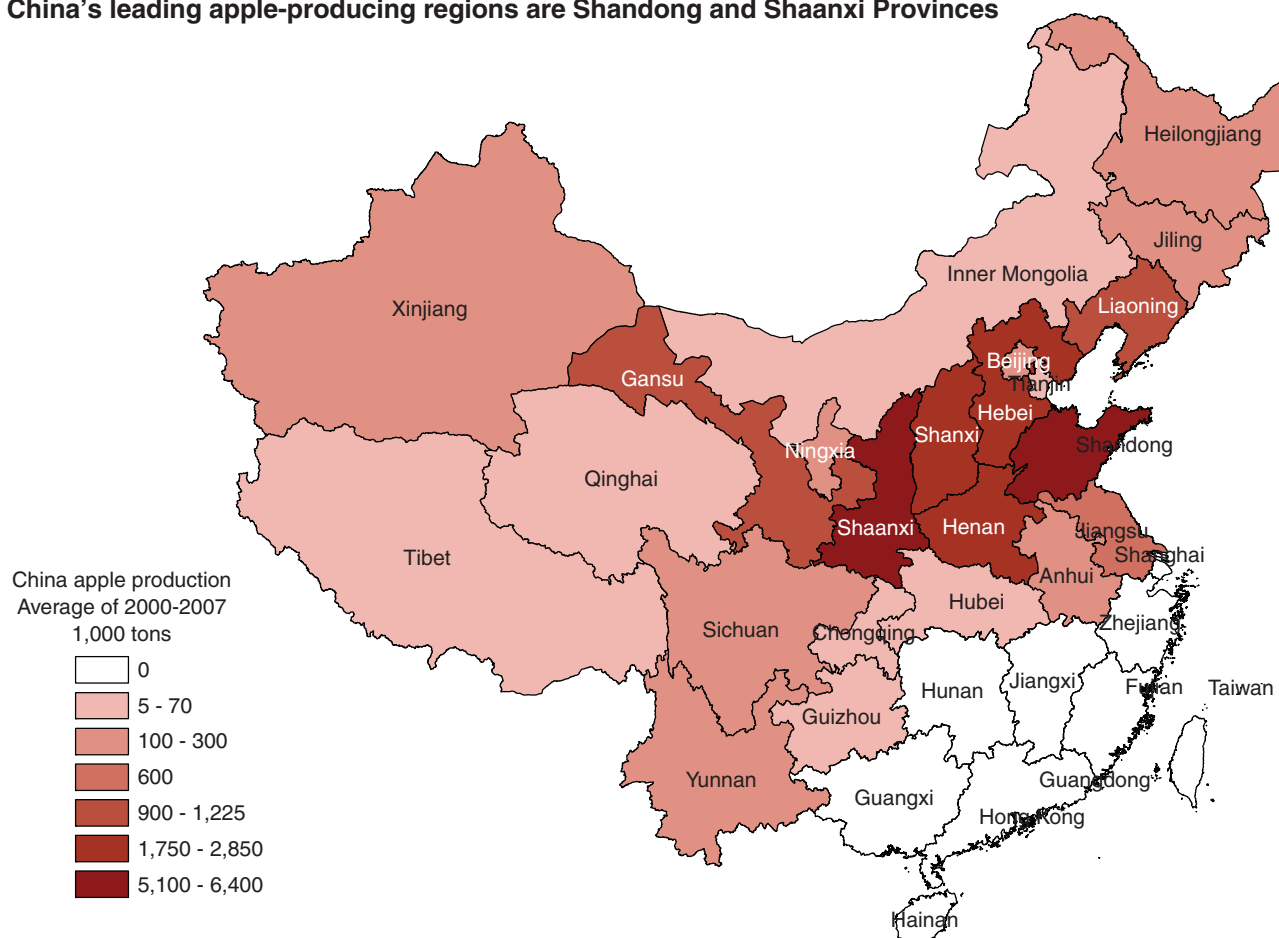 China's leading apple-producing regions are Shandong and Shaanxi Provinces
Heilongjiang
Jiling
Inner Mongolia
Liaoning
Xinjiang
Beijing
Gansu
Tianjin
Hebei
Shanxi
Shandong
Ningxia
Qinghai
Shaanxi
Henan
Jiangsu
Shanghai
Tibet
Anhui
Hubei
Sichuan
Chongqing
Zhejiang
Hunan
Jiangxi
Fujian
Taiwan
Guizhou
Yunnan
Guangdong
Guangxi
Hong Kong
Hainan
China apple production
Average of 2000-2007
1,000 tons
0
5 - 70
100 - 300
600
900 - 1,225
1,750 - 2,850
5,100 - 6,400